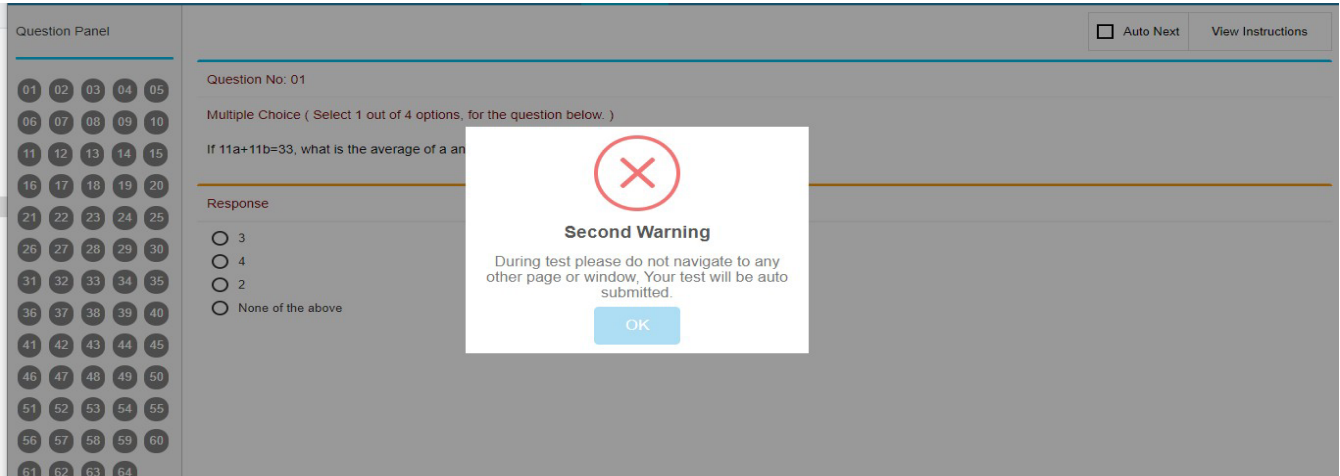 Question Panel
Auto Next View Instructions
01 02 03 04 05
06 07 08 09 10
11 12 13 14 15
16 17 18 19 20
21 22 23 24 25
26 27 28 29 30
31 32 33 34 35
36 37 38 39 40
41 42 43 44 45
46 47 48 49 50
51 52 53 54 55
56 57 58 59 60
61 62 63 64
Question No: 01
Multiple Choice ( Select 1 out of 4 options, for the question below. )
If 11a+11b=33, what is the average of a an
Response
3
4
2
None of the above
Second Warning
During test please do not navigate to any
other page or window, Your test will be auto
submitted.
OK